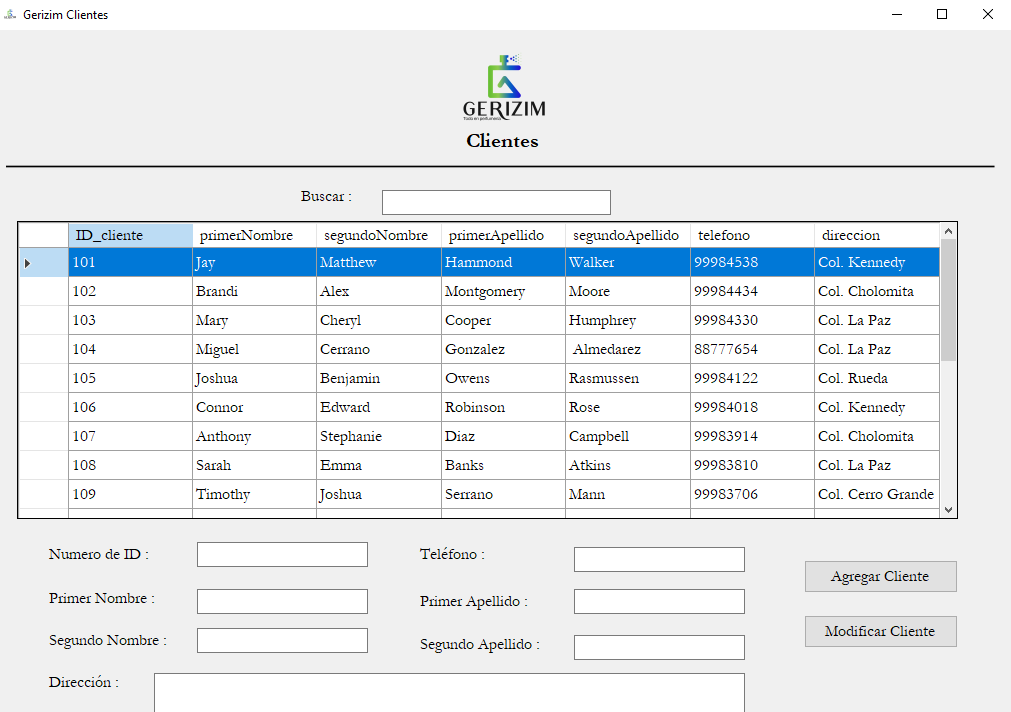 Gerizim Clientes
GERIZIM
Todo en perfumeria
Clientes
Buscar :
ID_cliente primerNombre segundoNombre primerApellido segundoApellido telefono direccion
101 Jay Matthew Hammond Walker 99984538 Col. Kennedy
102 Brandi Alex Montgomery Moore 99984434 Col. Cholomita
103 Mary Cheryl Cooper Humphrey 99984330 Col. La Paz
104 Miguel Cerrano Gonzalez Almedarez 88777654 Col. La Paz
105 Joshua Benjamin Owens Rasmussen 99984122 Col. Rueda
106 Connor Edward Robinson Rose 99984018 Col. Kennedy
107 Anthony Stephanie Diaz Campbell 99983914 Col. Cholomita
108 Sarah Emma Banks Atkins 99983810 Col. La Paz
109 Timothy Joshua Serrano Mann 99983706 Col. Cerro Grande
Numero de ID : Teléfono :
Agregar Cliente
Primer Nombre : Primer Apellido :
Modificar Cliente
Segundo Nombre : Segundo Apellido :
Dirección :